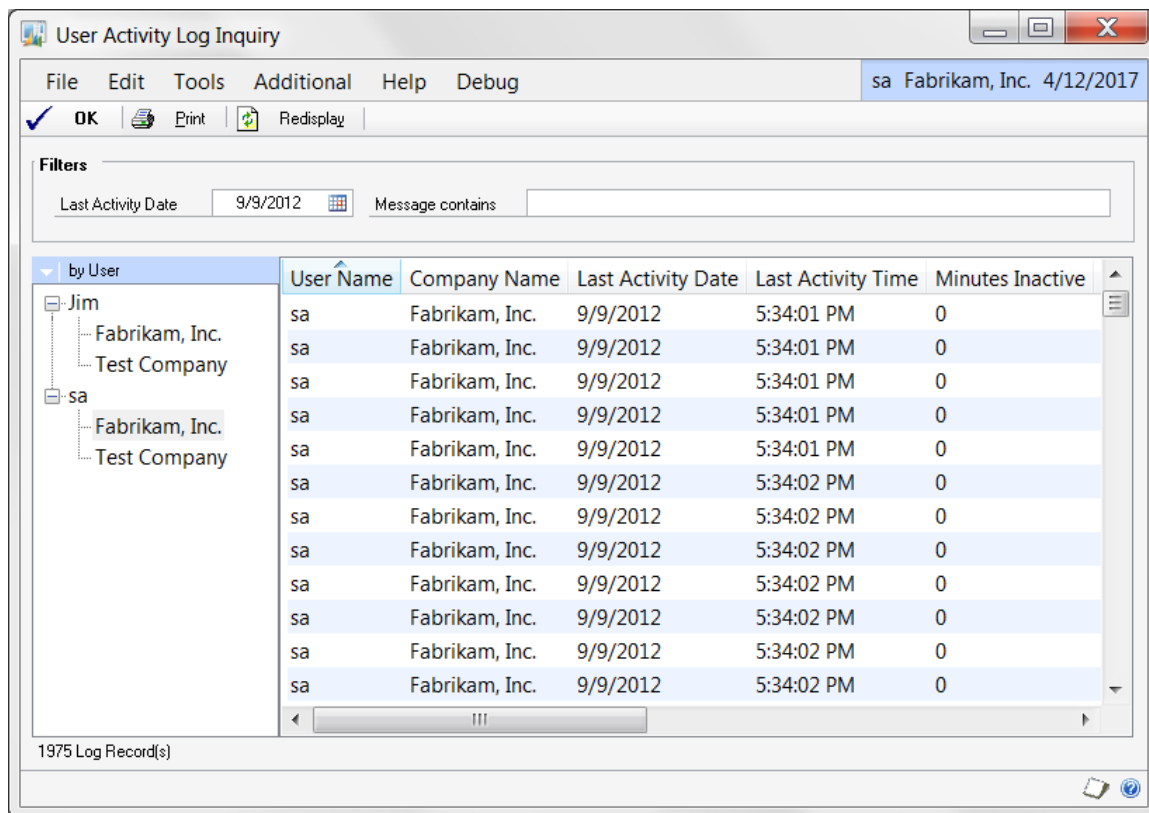 User Activity Log Inquiry
File Edit Tools Additional Help Debug sa Fabrikam, Inc. 4/12/2017
OK Print Redisplay
Filters
Last Activity Date 9/9/2012 Message contains
by User
Jim
Fabrikam, Inc.
Test Company
sa
Fabrikam, Inc.
Test Company
User Name Company Name Last Activity Date Last Activity Time Minutes Inactive
sa Fabrikam, Inc. 9/9/2012 5:34:01 PM 0
sa Fabrikam, Inc. 9/9/2012 5:34:01 PM 0
sa Fabrikam, Inc. 9/9/2012 5:34:01 PM 0
sa Fabrikam, Inc. 9/9/2012 5:34:01 PM 0
sa Fabrikam, Inc. 9/9/2012 5:34:01 PM 0
sa Fabrikam, Inc. 9/9/2012 5:34:02 PM 0
sa Fabrikam, Inc. 9/9/2012 5:34:02 PM 0
sa Fabrikam, Inc. 9/9/2012 5:34:02 PM 0
sa Fabrikam, Inc. 9/9/2012 5:34:02 PM 0
sa Fabrikam, Inc. 9/9/2012 5:34:02 PM 0
sa Fabrikam, Inc. 9/9/2012 5:34:02 PM 0
sa Fabrikam, Inc. 9/9/2012 5:34:02 PM 0
1975 Log Record(s)